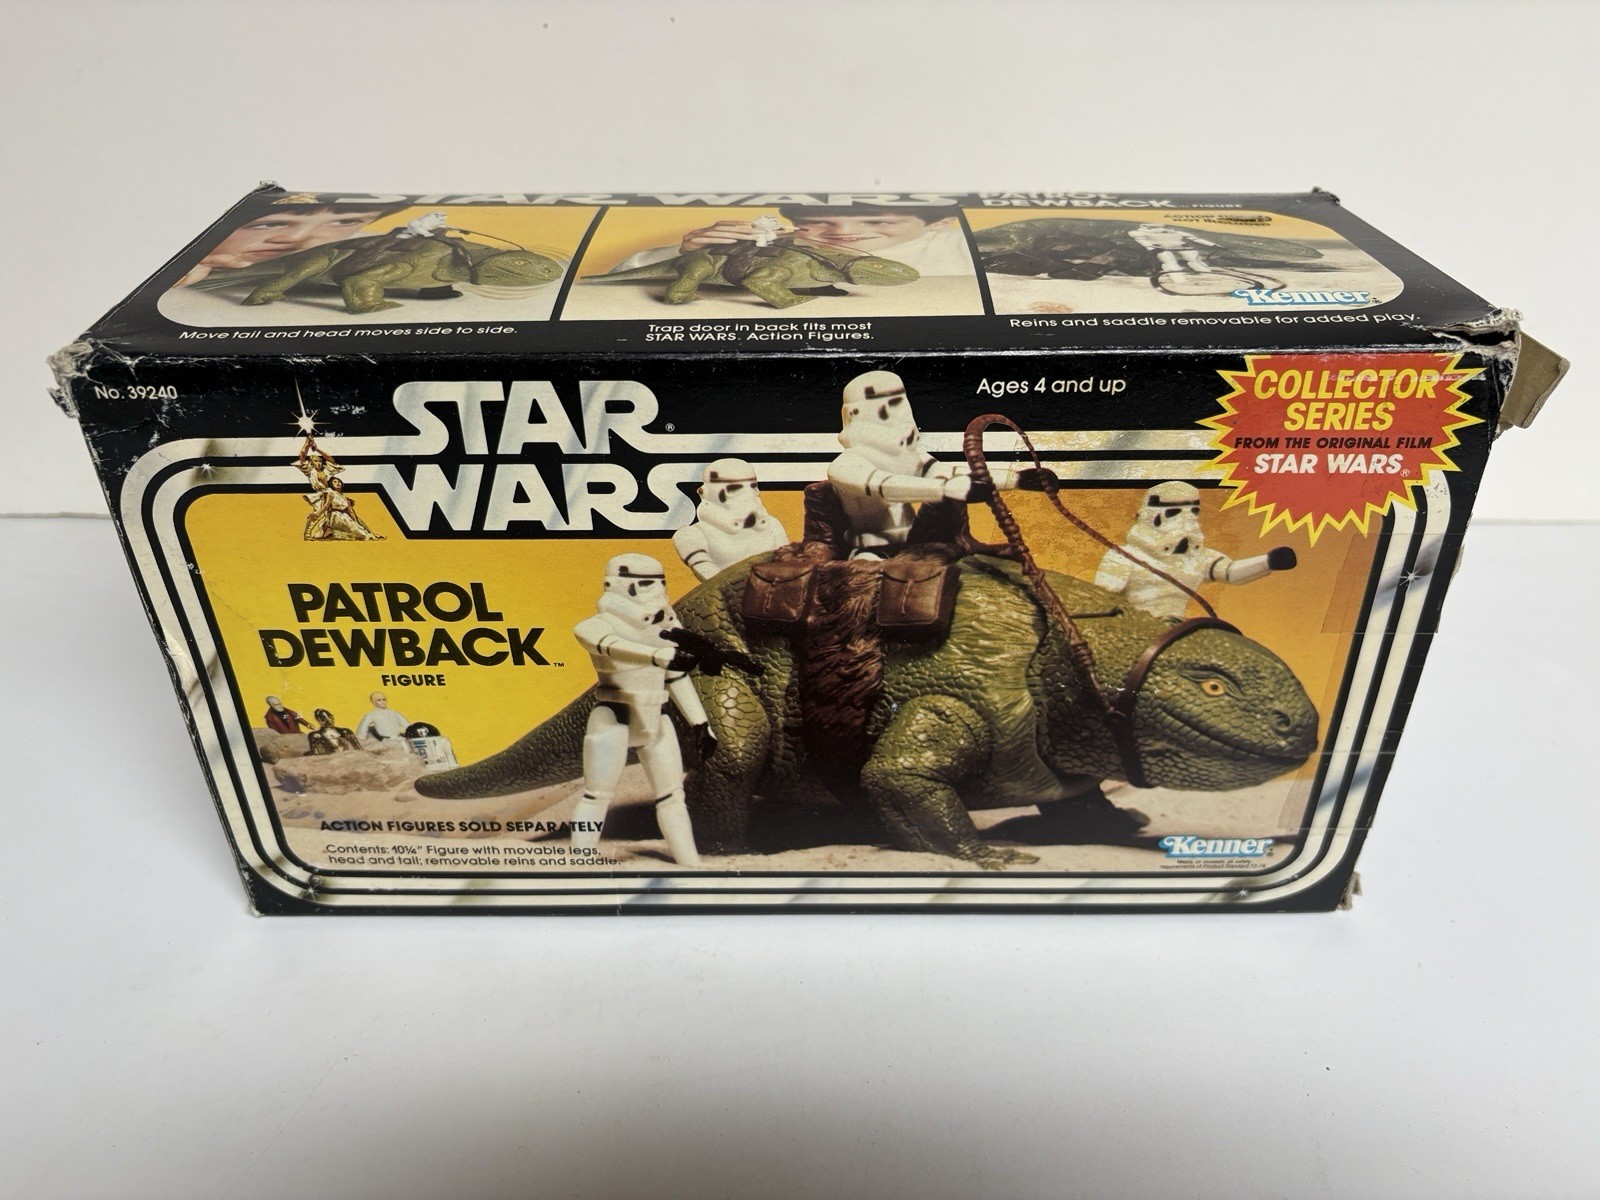 STAR WARS PATROL
DEWBACK FIGURE
Kenner
Move tail and head moves side to side.
Trap door in back fits most
STAR WARS. Action Figures.
Reins and saddle removable for added play.
No. 39240
STAR
WARS®
Ages 4 and up
COLLECTOR
SERIES
FROM THE ORIGINAL FILM
STAR WARS®
PATROL
DEWBACK™
FIGURE
ACTION FIGURES SOLD SEPARATELY
Contents: 10¼" Figure with movable legs,
head and tail; removable reins and saddle.
Kenner